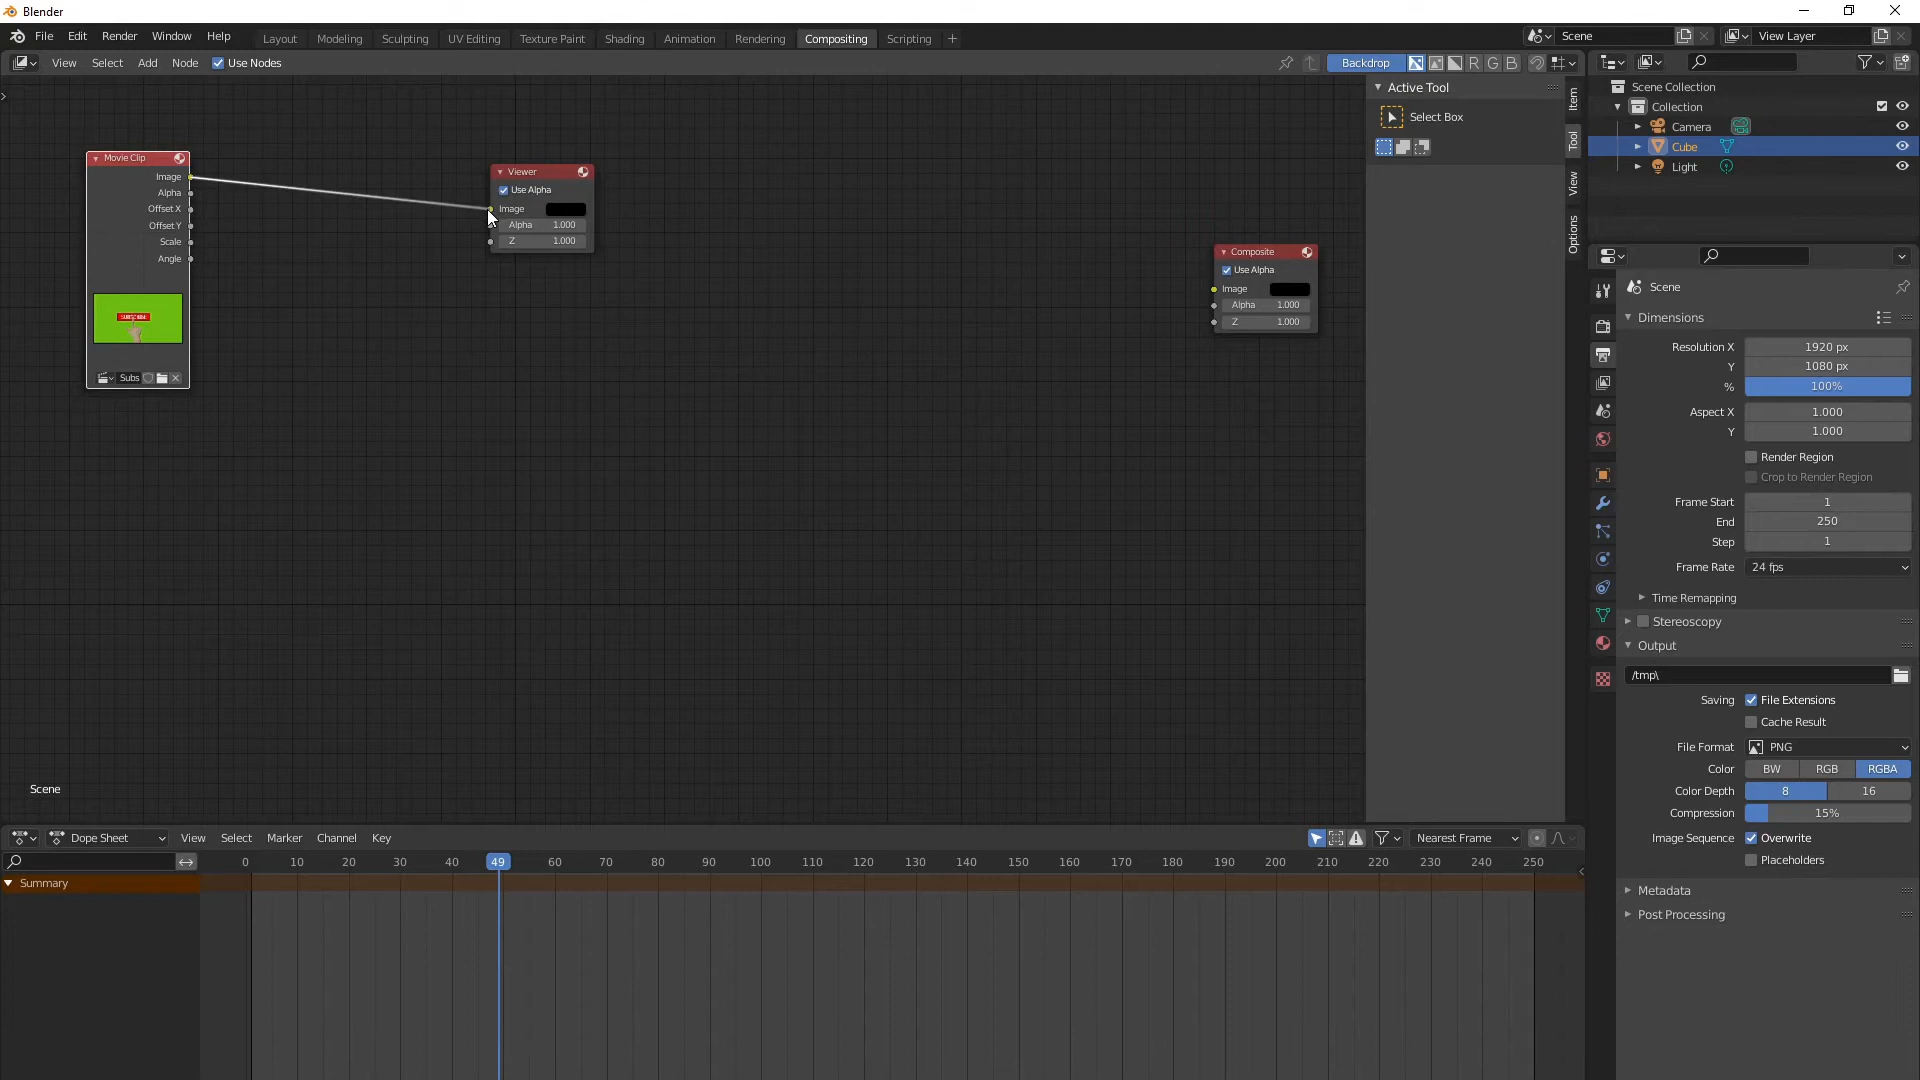 Blender
File Edit Render Window Help
Layout Modeling Sculpting UV Editing Texture Paint Shading Animation Rendering Compositing Scripting +
Scene
View Layer
View Select Add Node Use Nodes
Backdrop R G B
Active Tool
Select Box
Item
Tool
View
Options
Scene Collection
Collection
Camera
Cube
Light
Movie Clip
Image
Alpha
Offset X
Offset Y
Scale
Angle
SUBSCRIBE
Subs
Viewer
Use Alpha
Image
Alpha 1.000
Z 1.000
Composite
Use Alpha
Image
Alpha 1.000
Z 1.000
Scene
Scene
Dimensions
Resolution X 1920 px
Y 1080 px
% 100%
Aspect X 1.000
Y 1.000
Render Region
Crop to Render Region
Frame Start 1
End 250
Step 1
Frame Rate 24 fps
Time Remapping
Stereoscopy
Output
/tmp\
Saving File Extensions
Cache Result
File Format PNG
Color BW RGB RGBA
Color Depth 8 16
Compression 15%
Image Sequence Overwrite
Placeholders
Metadata
Post Processing
Dope Sheet View Select Marker Channel Key
Nearest Frame
0 10 20 30 40 49 60 70 80 90 100 110 120 130 140 150 160 170 180 190 200 210 220 230 240 250
Summary